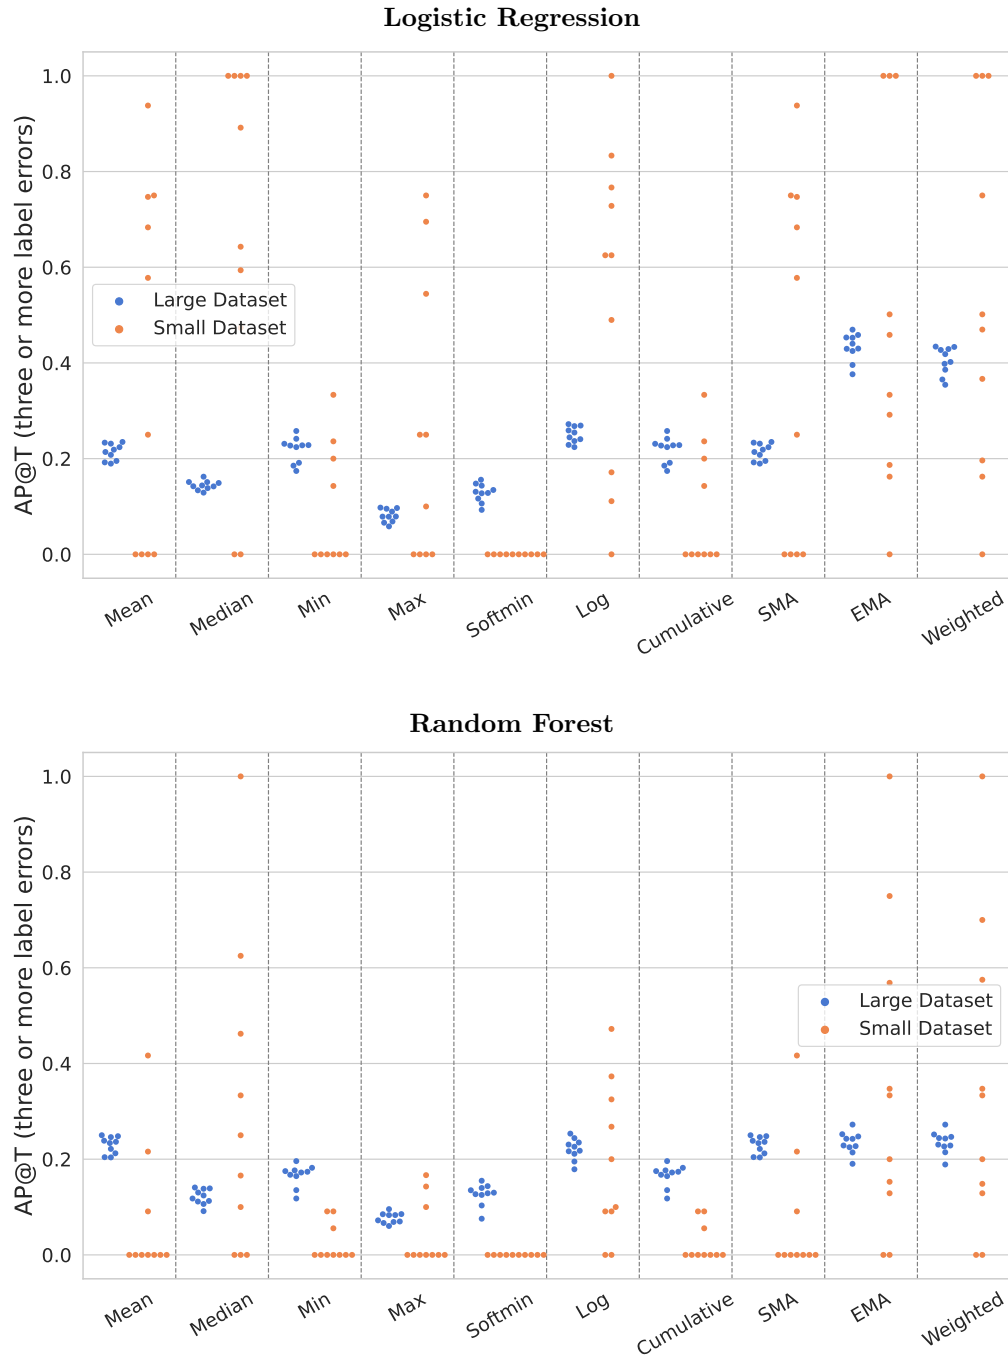 Logistic Regression
AP@T (three or more label errors)
1.0
0.8
0.6
0.4
0.2
0.0
Large Dataset
Small Dataset
Mean
Median
Min
Max
Softmin
Log
Cumulative
SMA
EMA
Weighted
Random Forest
AP@T (three or more label errors)
1.0
0.8
0.6
0.4
0.2
0.0
Large Dataset
Small Dataset
Mean
Median
Min
Max
Softmin
Log
Cumulative
SMA
EMA
Weighted